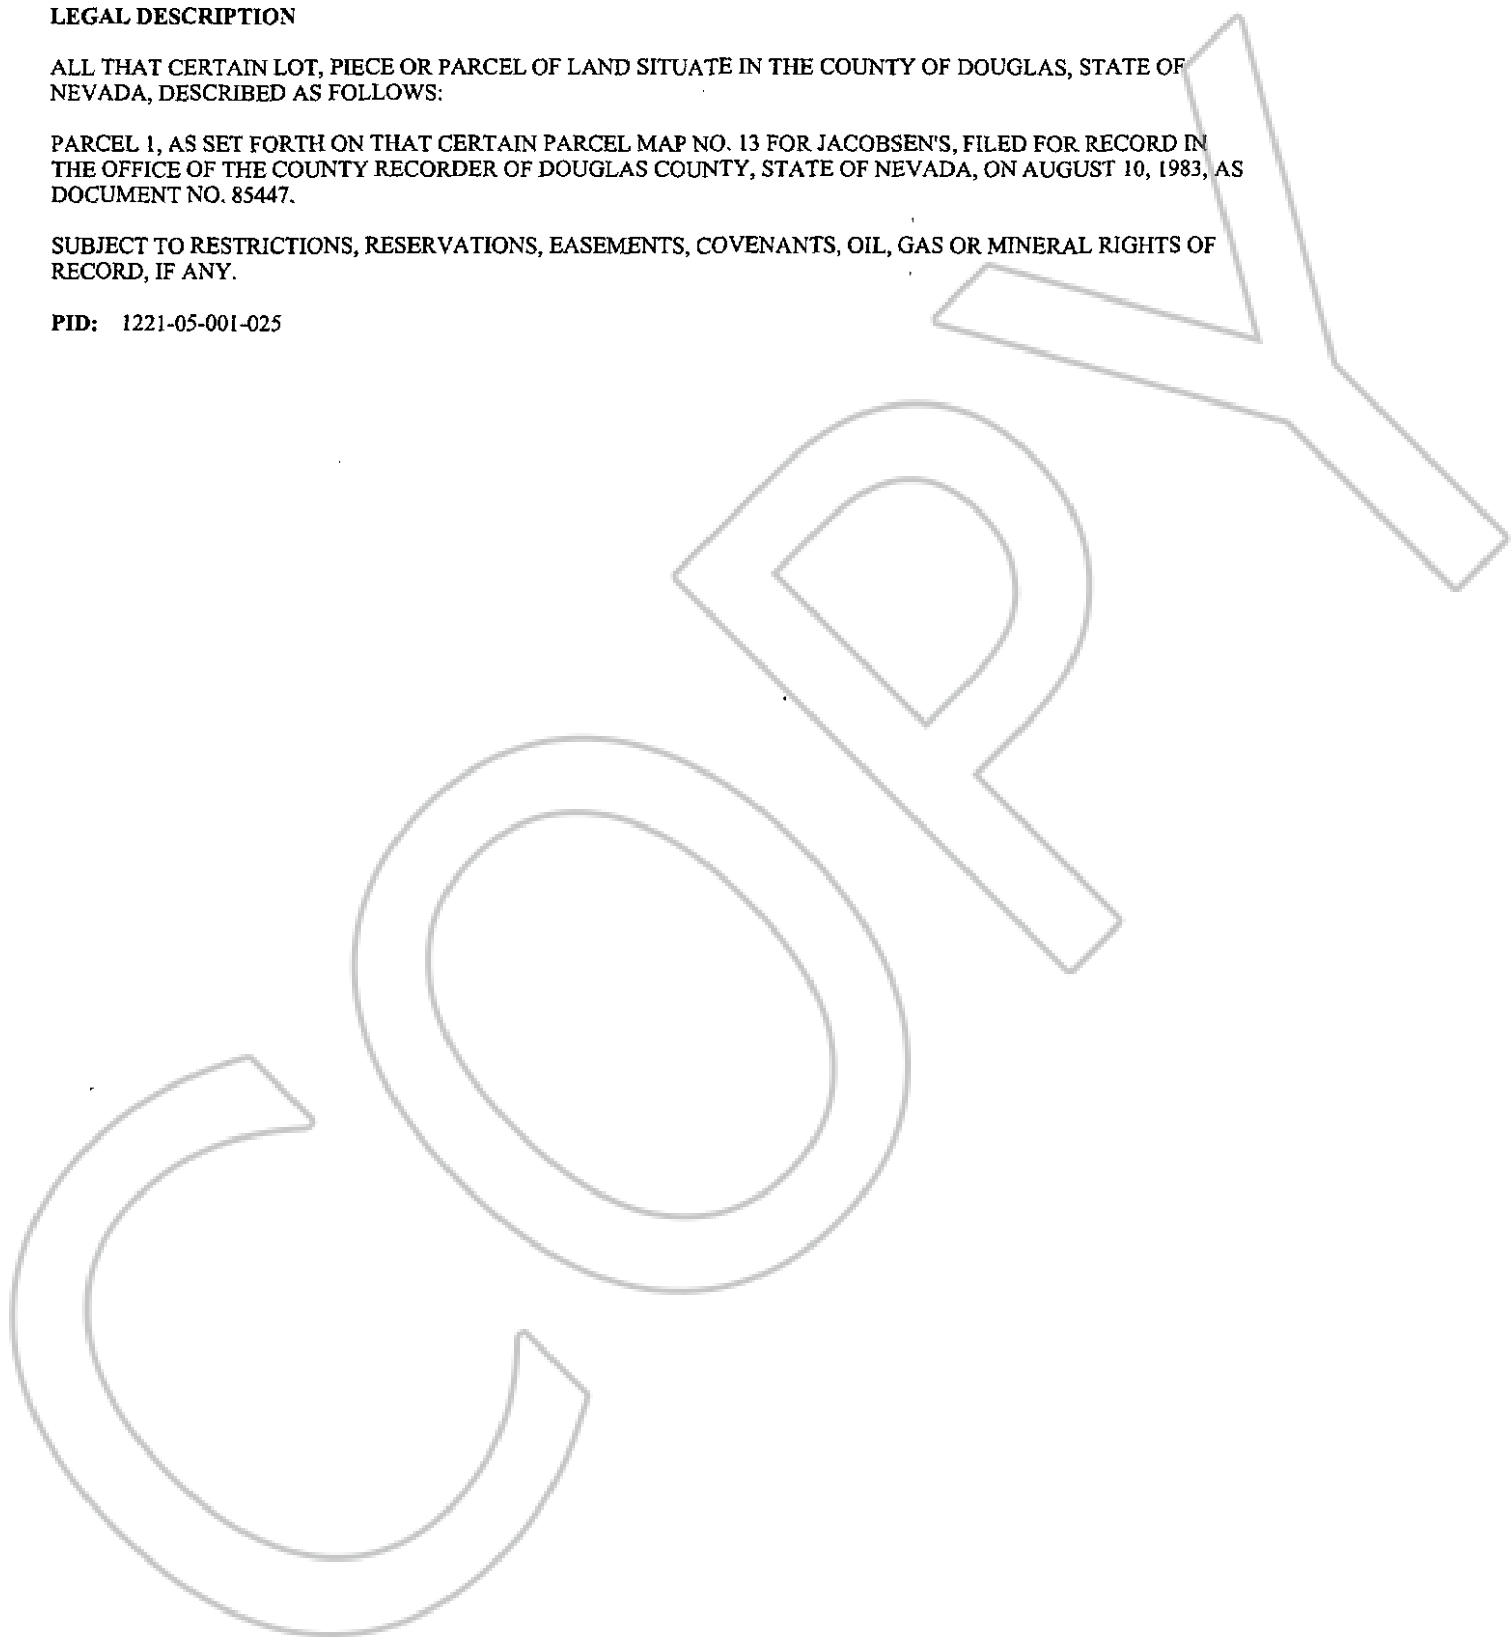 LEGAL DESCRIPTION
ALL THAT CERTAIN LOT, PIECE OR PARCEL OF LAND SITUATE IN THE COUNTY OF DOUGLAS, STATE OF
NEVADA, DESCRIBED AS FOLLOWS:
PARCEL 1, AS SET FORTH ON THAT CERTAIN PARCEL MAP NO. 13 FOR JACOBSEN'S, FILED FOR RECORD IN
THE OFFICE OF THE COUNTY RECORDER OF DOUGLAS COUNTY, STATE OF NEVADA, ON AUGUST 10, 1983, AS
DOCUMENT NO. 85447.
SUBJECT TO RESTRICTIONS, RESERVATIONS, EASEMENTS, COVENANTS, OIL, GAS OR MINERAL RIGHTS OF
RECORD, IF ANY.
PID: 1221-05-001-025
COPY